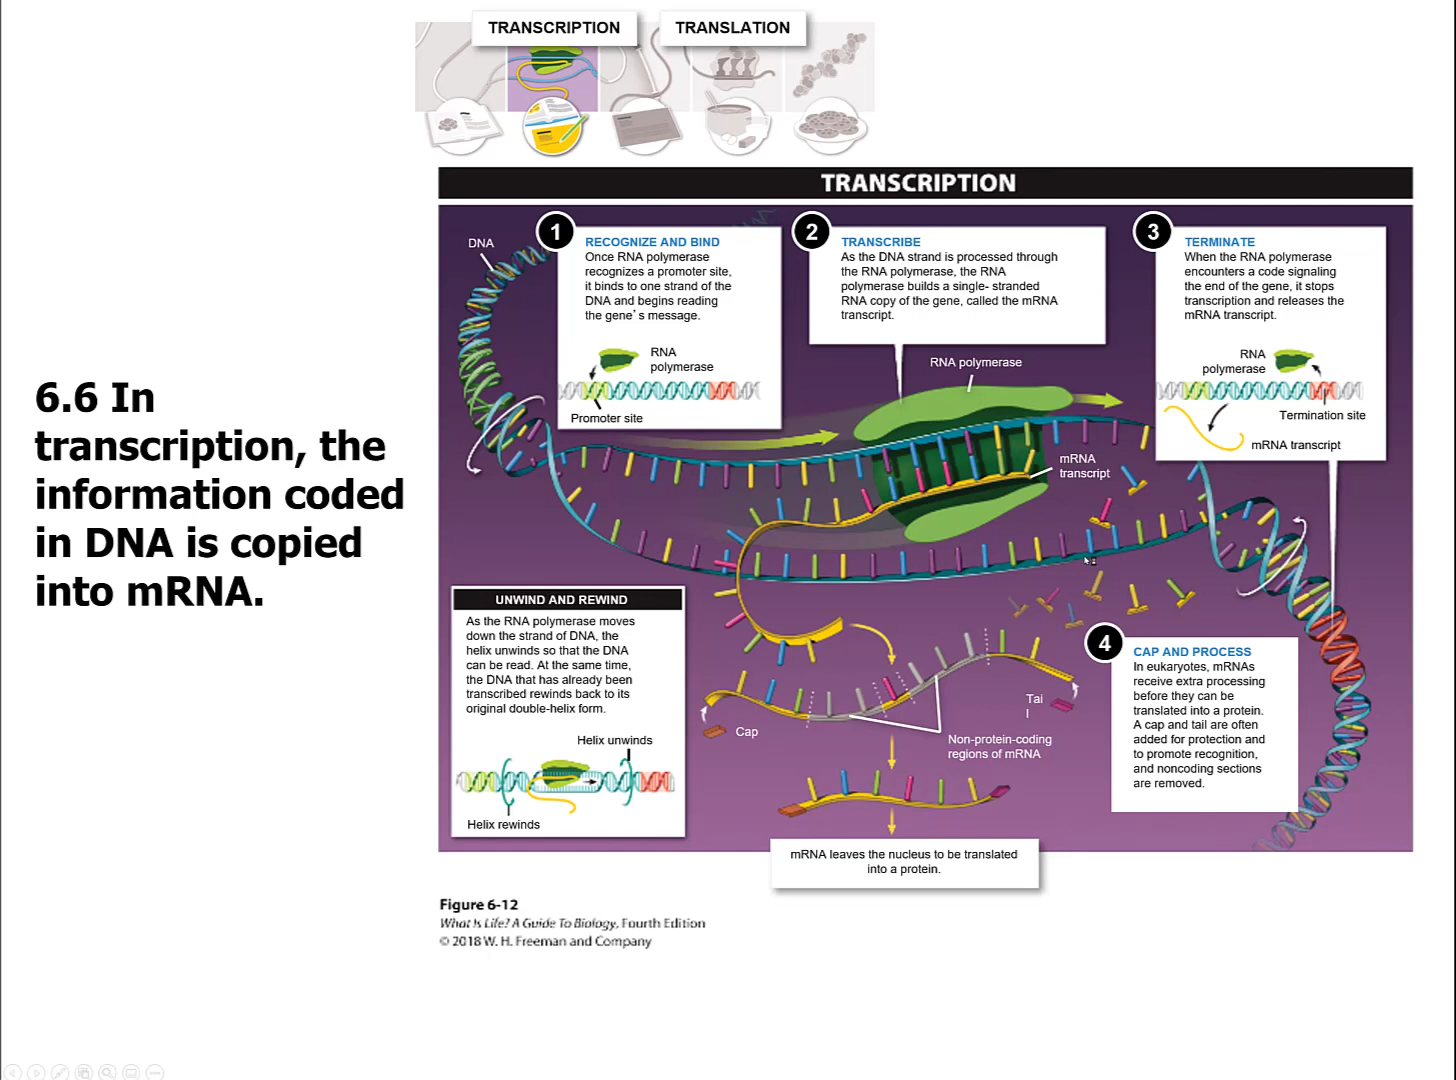 TRANSCRIPTION
TRANSLATION
6.6 In
transcription, the
information coded
in DNA is copied
into mRNA.
TRANSCRIPTION
DNA
1
RECOGNIZE AND BIND
Once RNA polymerase
recognizes a promoter site,
it binds to one strand of the
DNA and begins reading
the gene's message.
RNA
polymerase
Promoter site
2
TRANSCRIBE
As the DNA strand is processed through
the RNA polymerase, the RNA
polymerase builds a single- stranded
RNA copy of the gene, called the mRNA
transcript.
RNA polymerase
mRNA
transcript
3
TERMINATE
When the RNA polymerase
encounters a code signaling
the end of the gene, it stops
transcription and releases the
mRNA transcript.
RNA
polymerase
Termination site
mRNA transcript
UNWIND AND REWIND
As the RNA polymerase moves
down the strand of DNA, the
helix unwinds so that the DNA
can be read. At the same time,
the DNA that has already been
transcribed rewinds back to its
original double-helix form.
Helix unwinds
Helix rewinds
Cap
Tai
l
Non-protein-coding
regions of mRNA
4
CAP AND PROCESS
In eukaryotes, mRNAs
receive extra processing
before they can be
translated into a protein.
A cap and tail are often
added for protection and
to promote recognition,
and noncoding sections
are removed.
mRNA leaves the nucleus to be translated
into a protein.
Figure 6-12
What Is Life? A Guide To Biology, Fourth Edition
© 2018 W. H. Freeman and Company